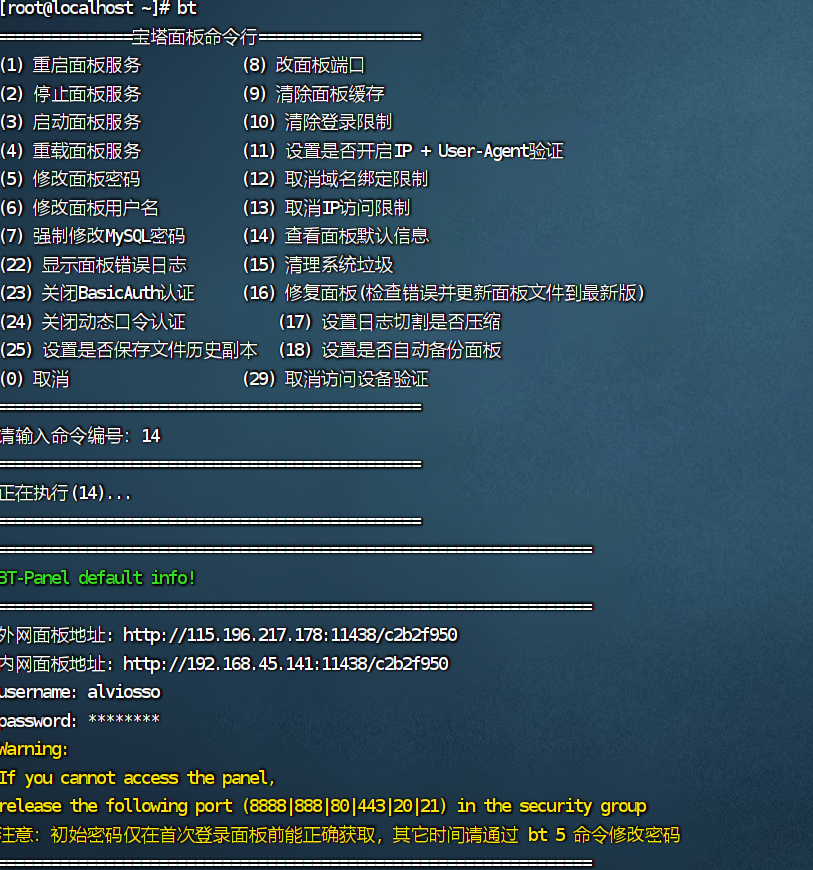 [root@localhost ~]# bt
===============宝塔面板命令行==================
(1) 重启面板服务 (8) 改面板端口
(2) 停止面板服务 (9) 清除面板缓存
(3) 启动面板服务 (10) 清除登录限制
(4) 重载面板服务 (11) 设置是否开启IP + User-Agent验证
(5) 修改面板密码 (12) 取消域名绑定限制
(6) 修改面板用户名 (13) 取消IP访问限制
(7) 强制修改MySQL密码 (14) 查看面板默认信息
(22) 显示面板错误日志 (15) 清理系统垃圾
(23) 关闭BasicAuth认证 (16) 修复面板(检查错误并更新面板文件到最新版)
(24) 关闭动态口令认证 (17) 设置日志切割是否压缩
(25) 设置是否保存文件历史副本 (18) 设置是否自动备份面板
(0) 取消 (29) 取消访问设备验证
===============================================
请输入命令编号：14
===============================================
正在执行(14)...
===============================================
==================================================================
BT-Panel default info!
==================================================================
外网面板地址: http://115.196.217.178:11438/c2b2f950
内网面板地址: http://192.168.45.141:11438/c2b2f950
username: alviosso
password: ********
Warning:
If you cannot access the panel,
release the following port (8888|888|80|443|20|21) in the security group
注意：初始密码仅在首次登录面板前能正确获取，其它时间请通过 bt 5 命令修改密码
==================================================================